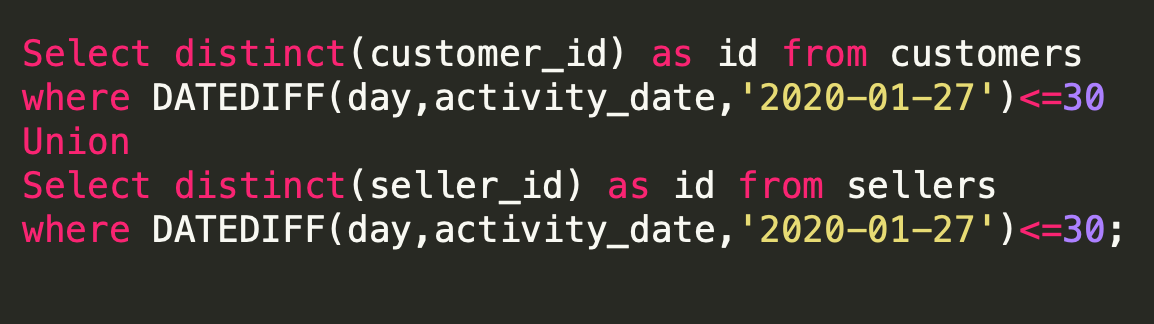 Select distinct(customer_id) as id from customers
where DATEDIFF(day,activity_date,'2020-01-27')<=30
Union
Select distinct(seller_id) as id from sellers
where DATEDIFF(day,activity_date,'2020-01-27')<=30;